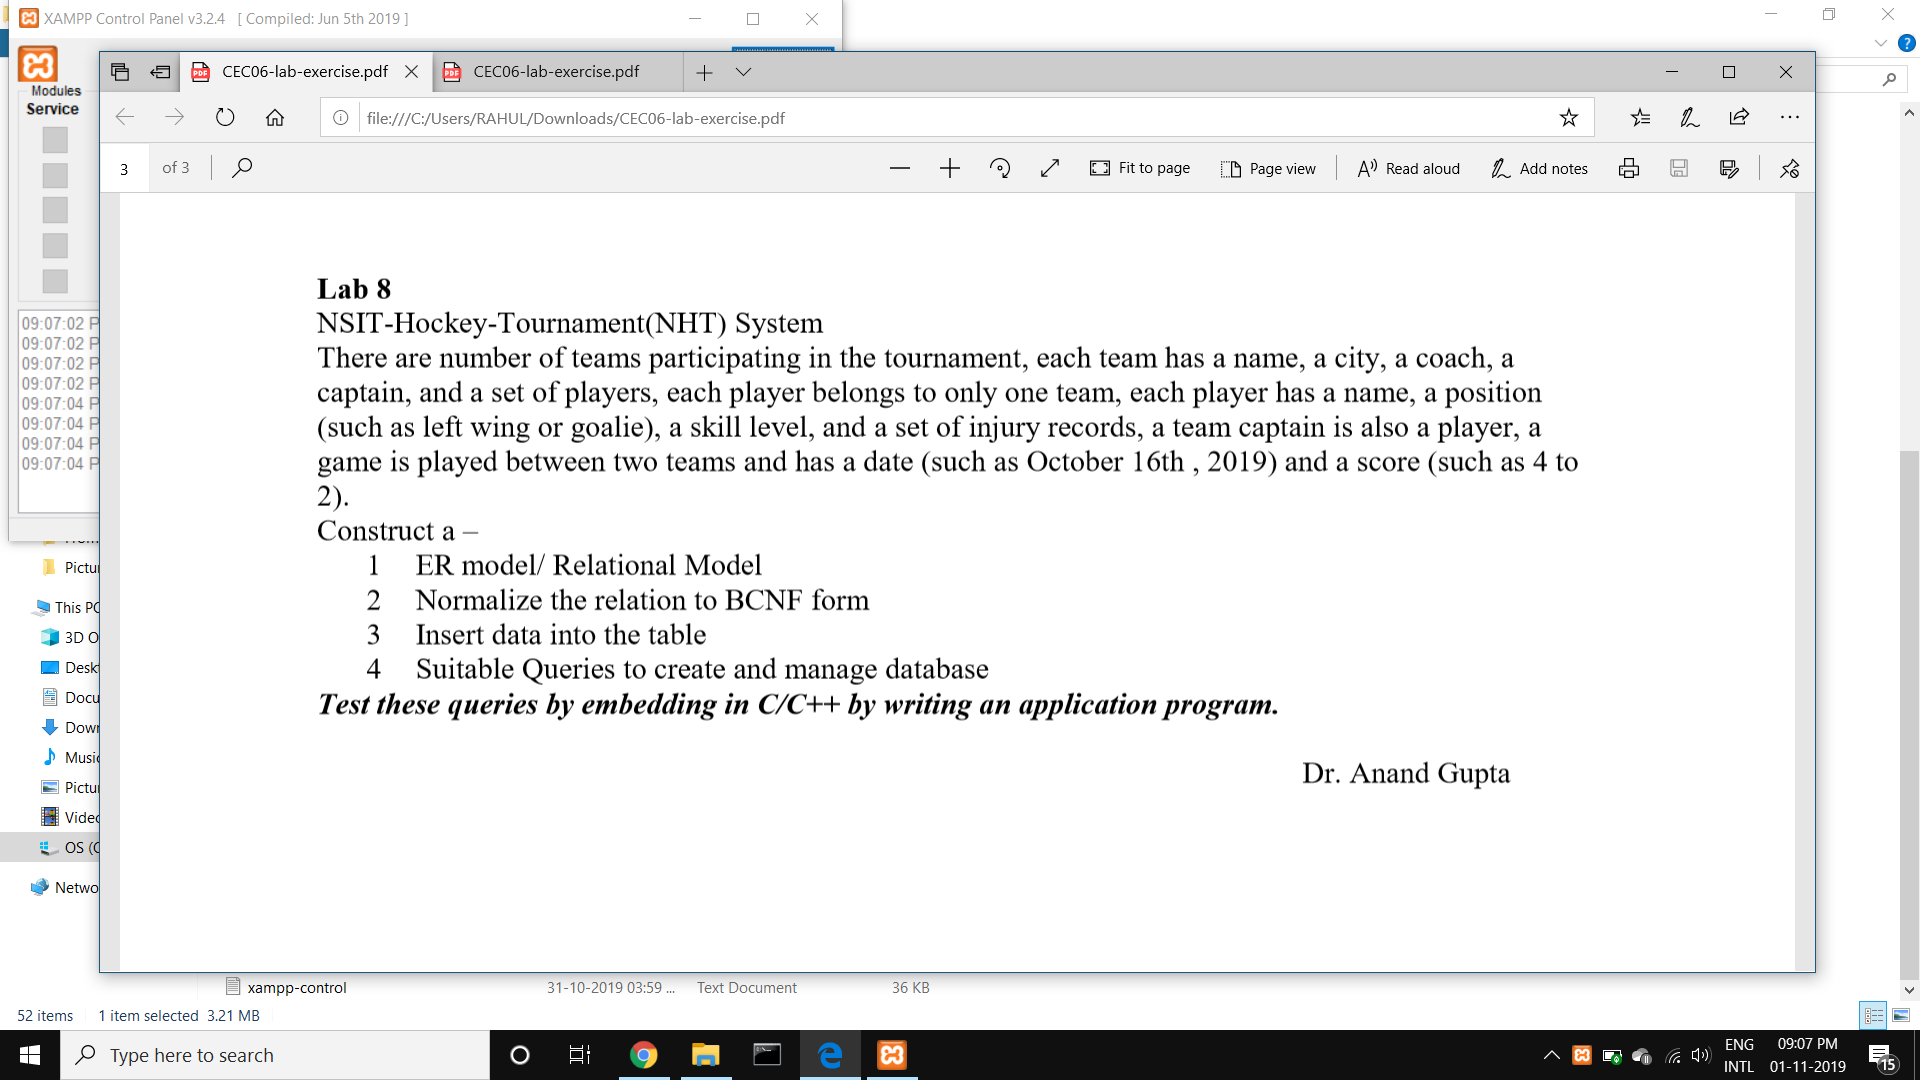 XAMPP Control Panel v3.2.4 [ Compiled: Jun 5th 2019 ]
Modules
Service
09:07:02 P
09:07:02 P
09:07:02 P
09:07:02 P
09:07:04 P
09:07:04 P
09:07:04 P
09:07:04 P
CEC06-lab-exercise.pdf
CEC06-lab-exercise.pdf
file:///C:/Users/RAHUL/Downloads/CEC06-lab-exercise.pdf
3 of 3
Fit to page
Page view
Read aloud
Add notes
Lab 8
NSIT-Hockey-Tournament(NHT) System
There are number of teams participating in the tournament, each team has a name, a city, a coach, a
captain, and a set of players, each player belongs to only one team, each player has a name, a position
(such as left wing or goalie), a skill level, and a set of injury records, a team captain is also a player, a
game is played between two teams and has a date (such as October 16th , 2019) and a score (such as 4 to
2).
Construct a –
1 ER model/ Relational Model
2 Normalize the relation to BCNF form
3 Insert data into the table
4 Suitable Queries to create and manage database
Test these queries by embedding in C/C++ by writing an application program.
Dr. Anand Gupta
Pictu
This PC
3D O
Desk
Docu
Dow
Music
Pictu
Video
OS (C
Netwo
xampp-control 31-10-2019 03:59 ... Text Document 36 KB
52 items 1 item selected 3.21 MB
Type here to search
ENG
INTL
09:07 PM
01-11-2019
15